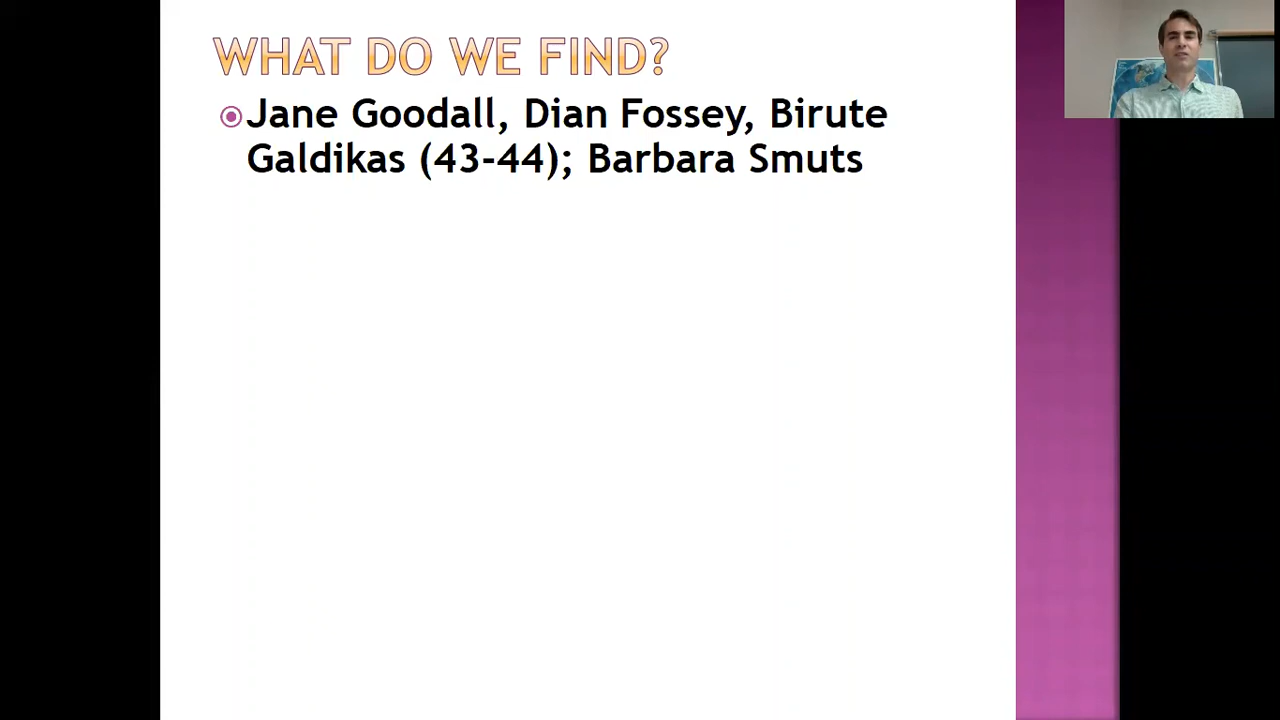 WHAT DO WE FIND?
Jane Goodall, Dian Fossey, Birute
Galdikas (43-44); Barbara Smuts